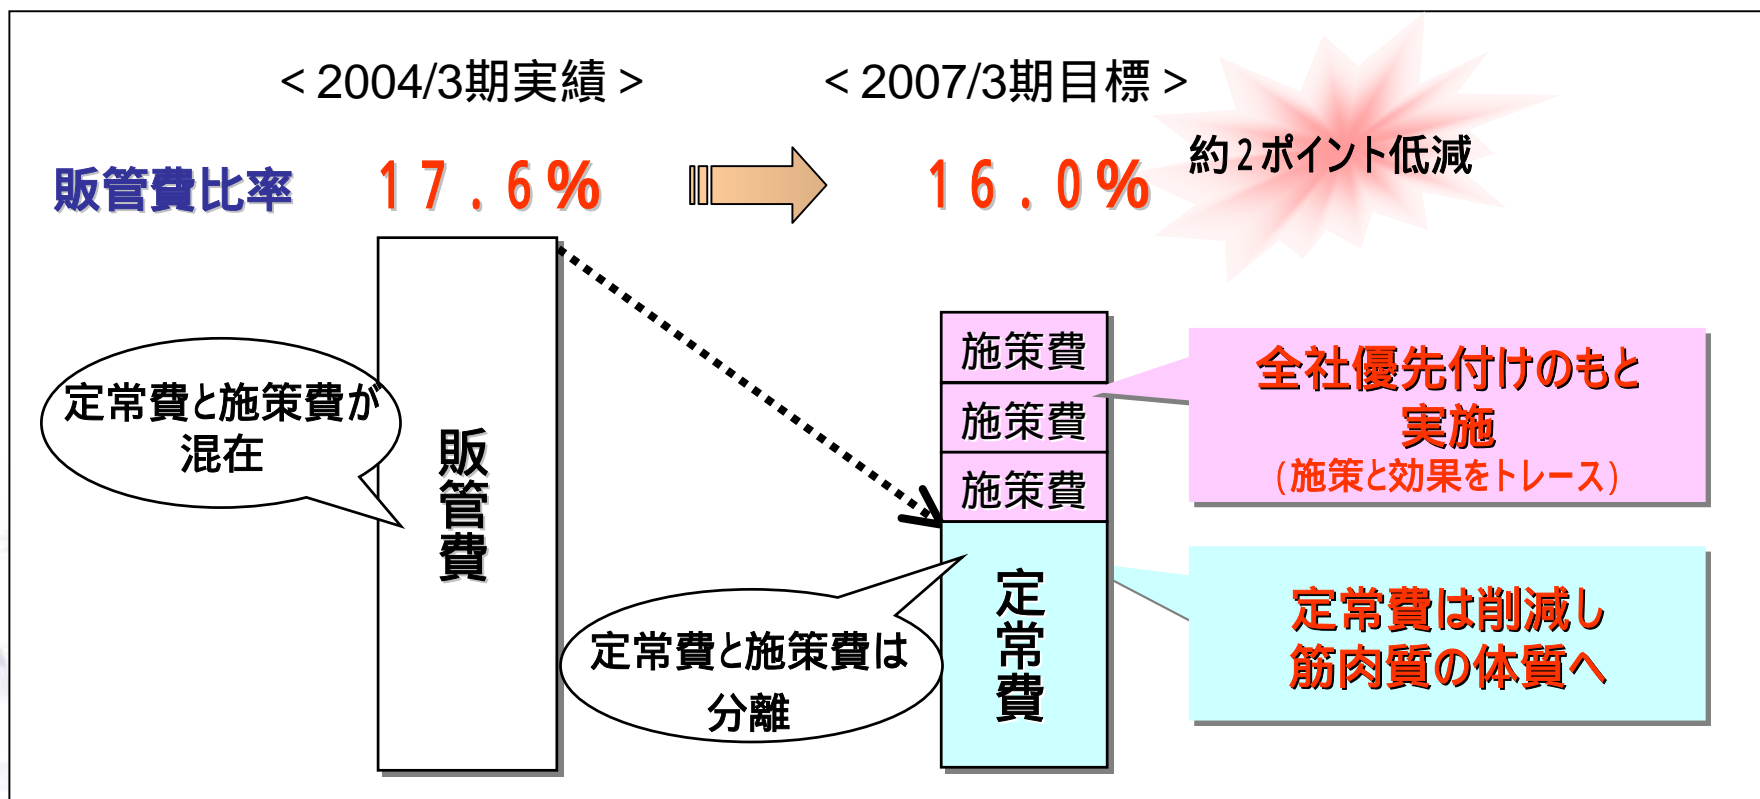 ＜2004/3期実績＞
＜2007/3期目標＞
販管費比率
１７．６％
１６．０％
約２ポイント低減
定常費と施策費が
混在
販管費
施策費
施策費
施策費
定常費
全社優先付けのもと
実施
（施策と効果をトレース）
定常費と施策費は
分離
定常費は削減し
筋肉質の体質へ